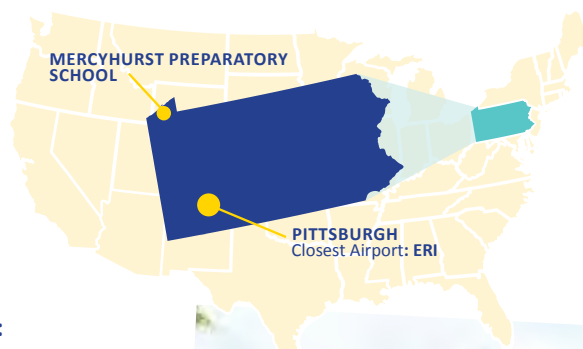 MERCYHURST PREPARATORY
SCHOOL
PITTSBURGH
Closest Airport: ERI
: